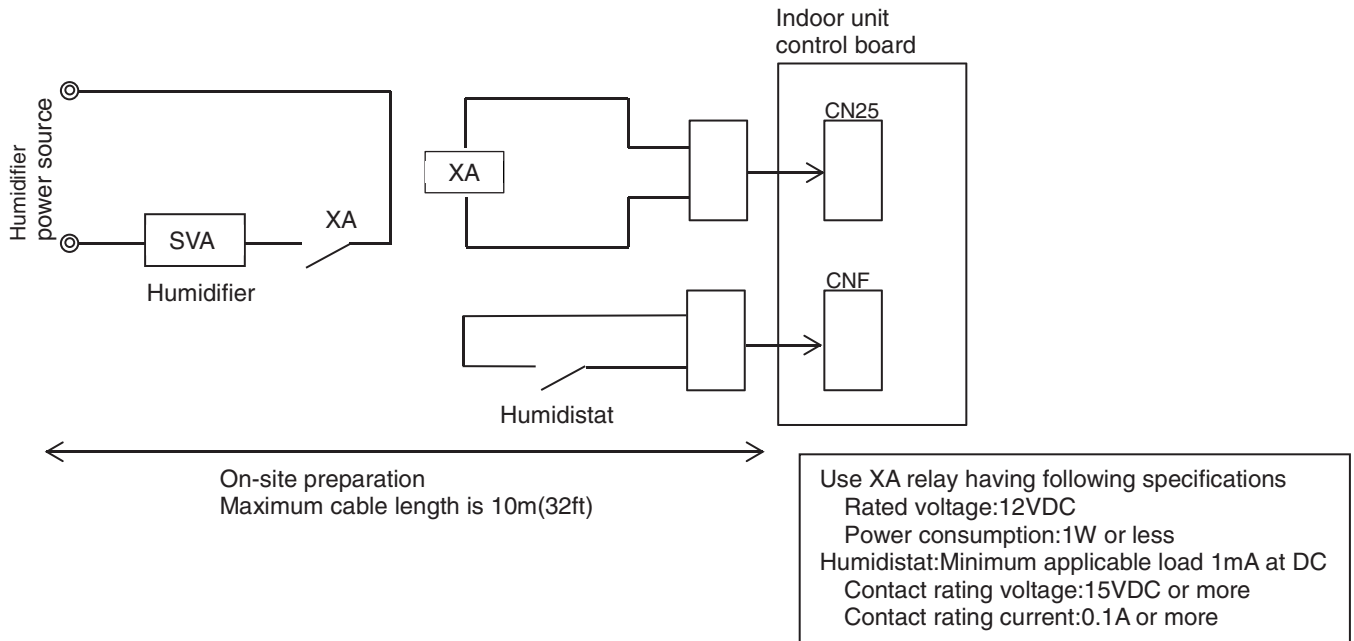 Indoor unit
control board
Humidifier
power source
CN25
XA
XA
SVA
Humidifier
CNF
Humidistat
On-site preparation
Maximum cable length is 10m(32ft)
Use XA relay having following specifications
Rated voltage:12VDC
Power consumption:1W or less
Humidistat:Minimum applicable load 1mA at DC
Contact rating voltage:15VDC or more
Contact rating current:0.1A or more